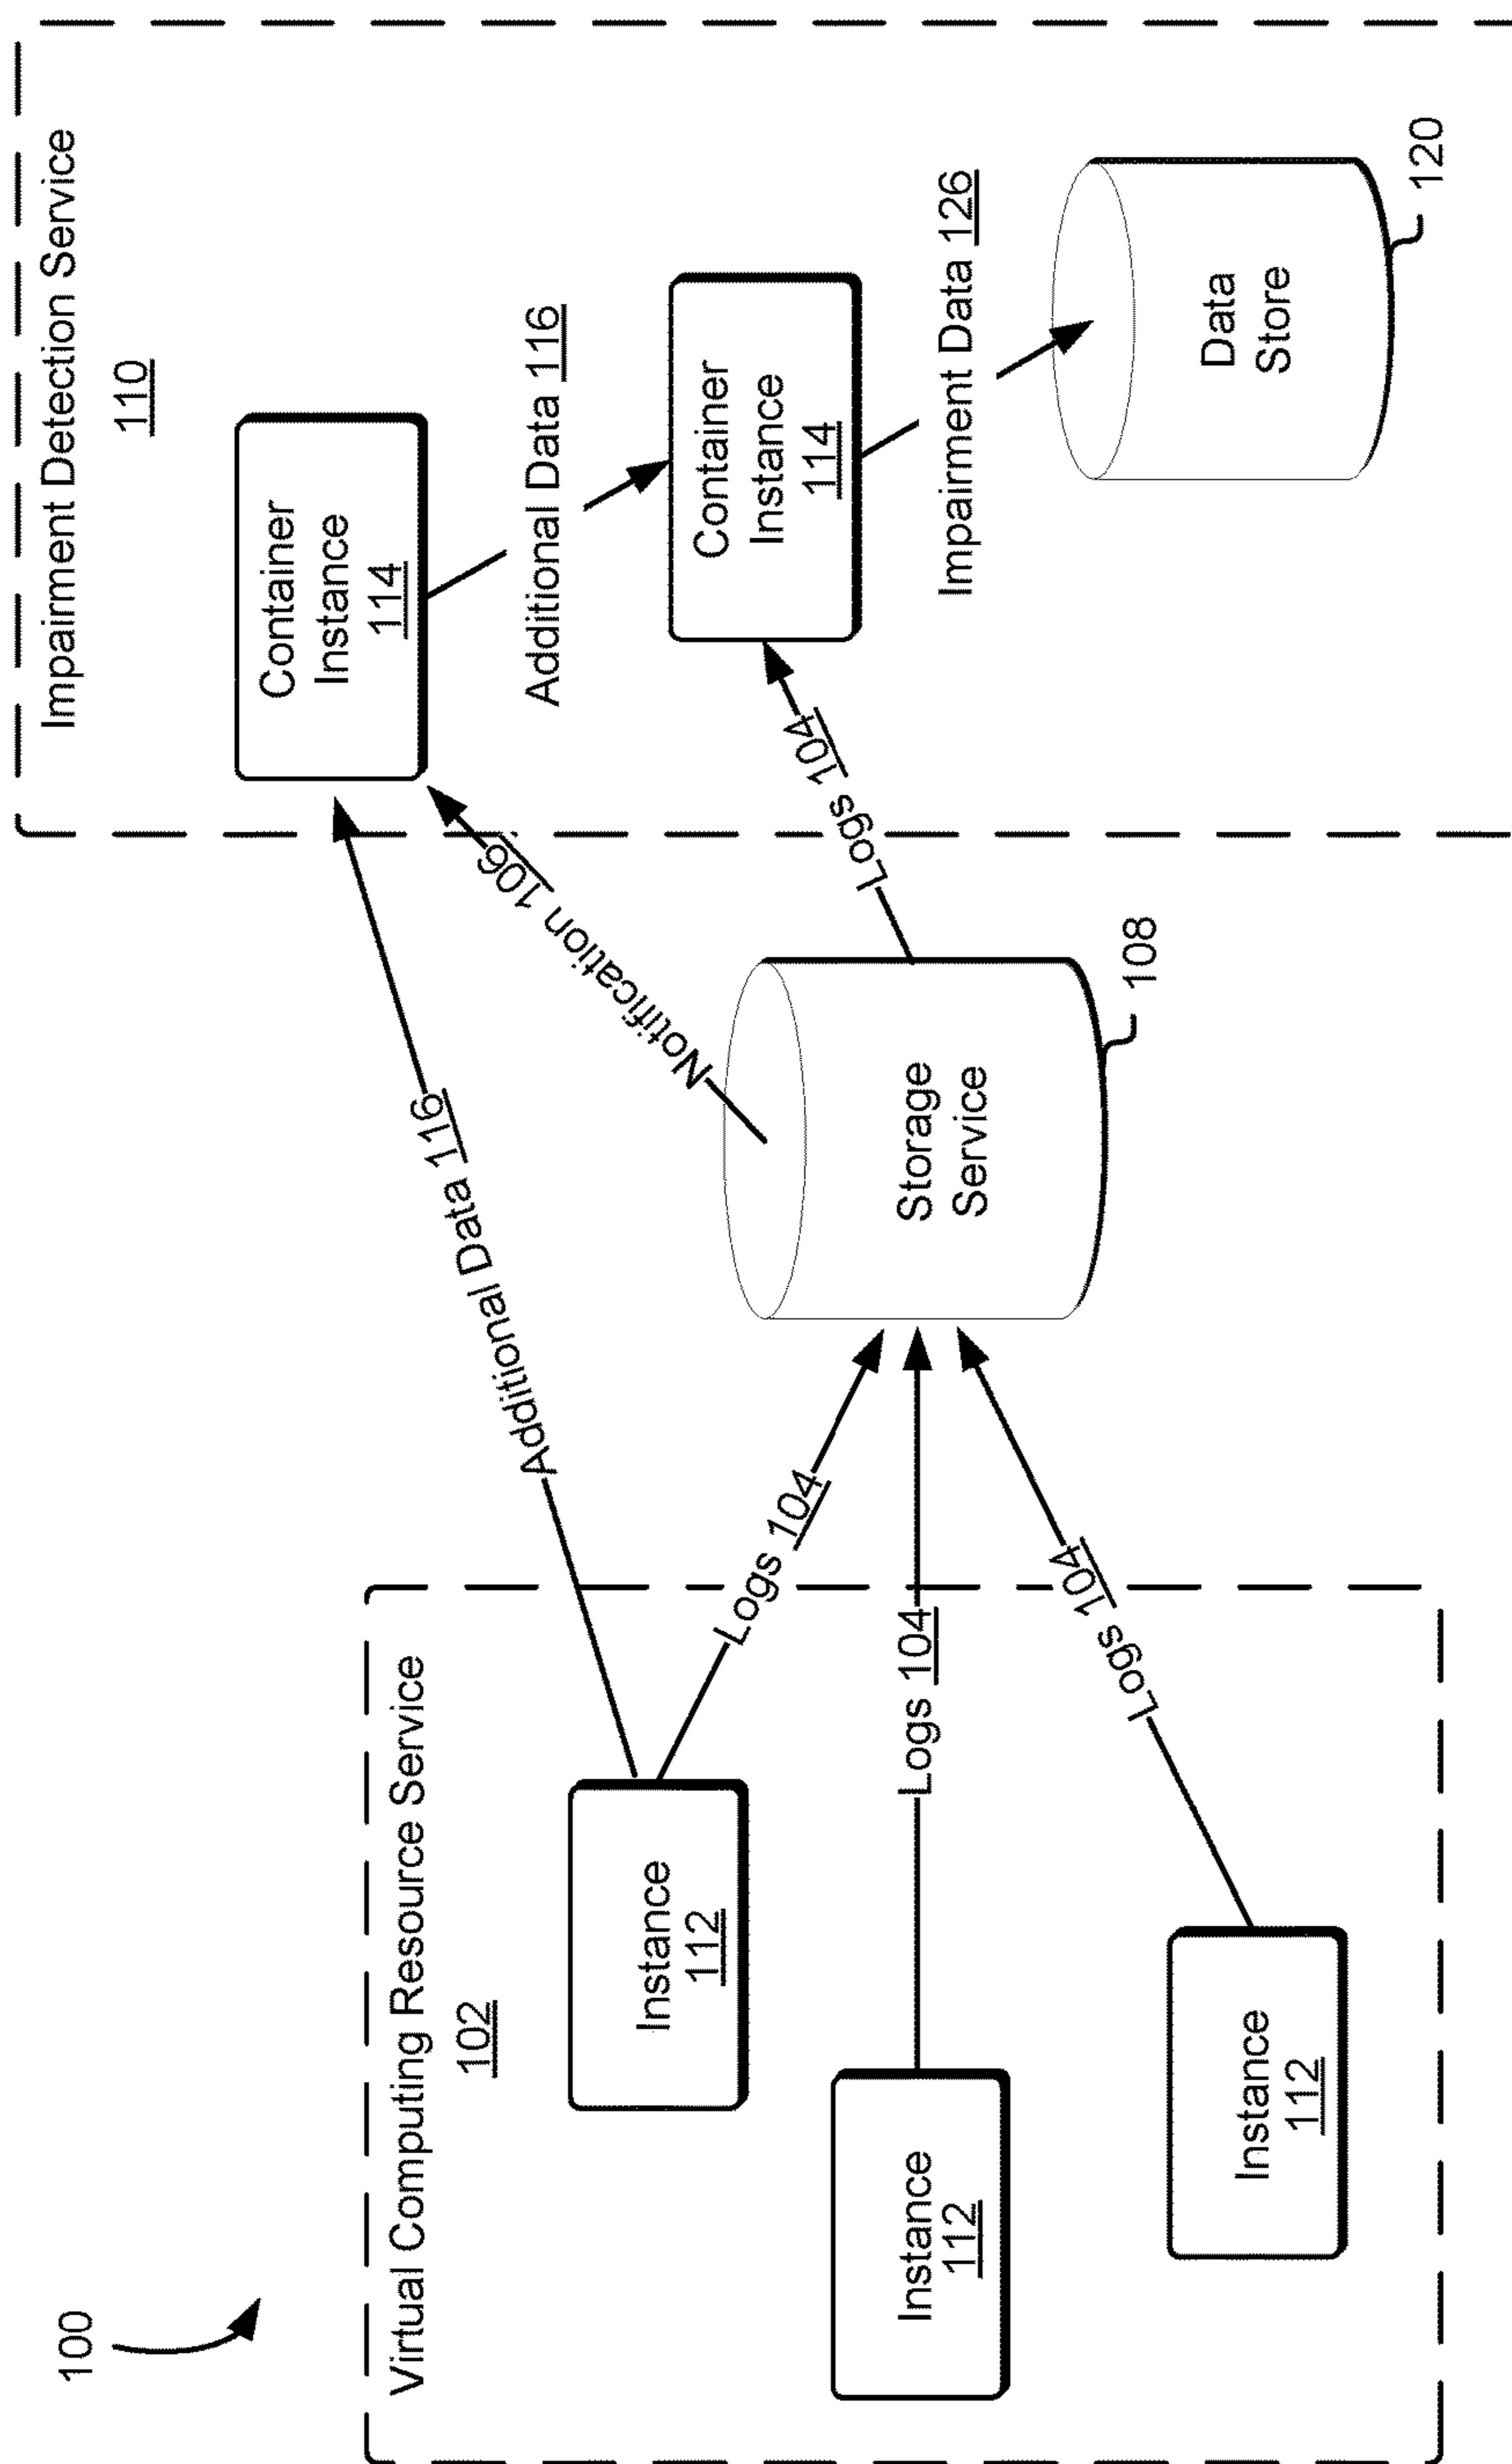 100
Virtual Computing Resource Service
102
Instance
112
Instance
112
Instance
112
Logs 104
Logs 104
Logs 104
Additional Data 116
Storage
Service
108
Notification 106
Logs 104
Impairment Detection Service
110
Container
Instance
114
Additional Data 116
Container
Instance
114
Impairment Data 126
Data
Store
120